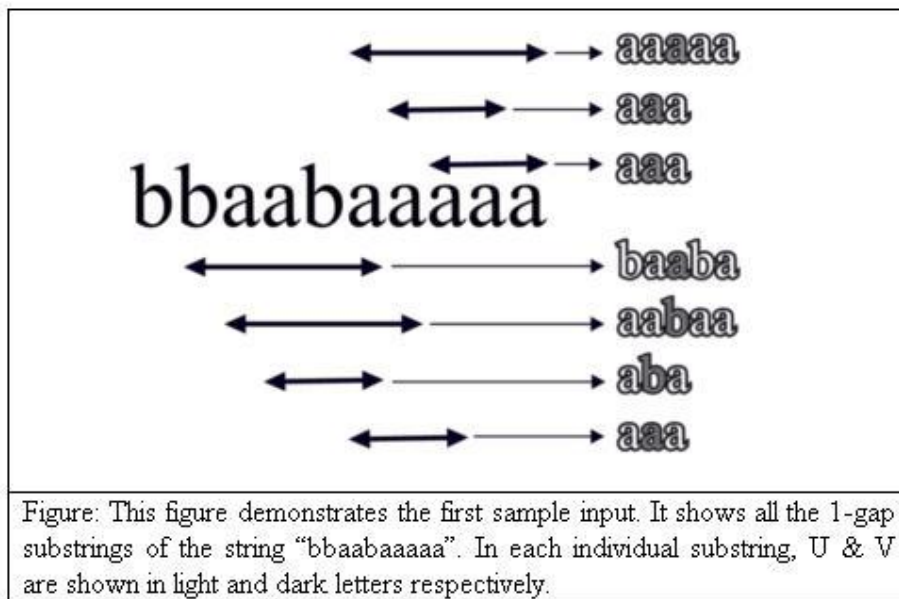 aaaaa
aaa
aaa
bbaabaaaaa
baaba
aabaa
aba
aaa
Figure: This figure demonstrates the first sample input. It shows all the 1-gap
substrings of the string “bbaabaaaaa”. In each individual substring, U & V
are shown in light and dark letters respectively.